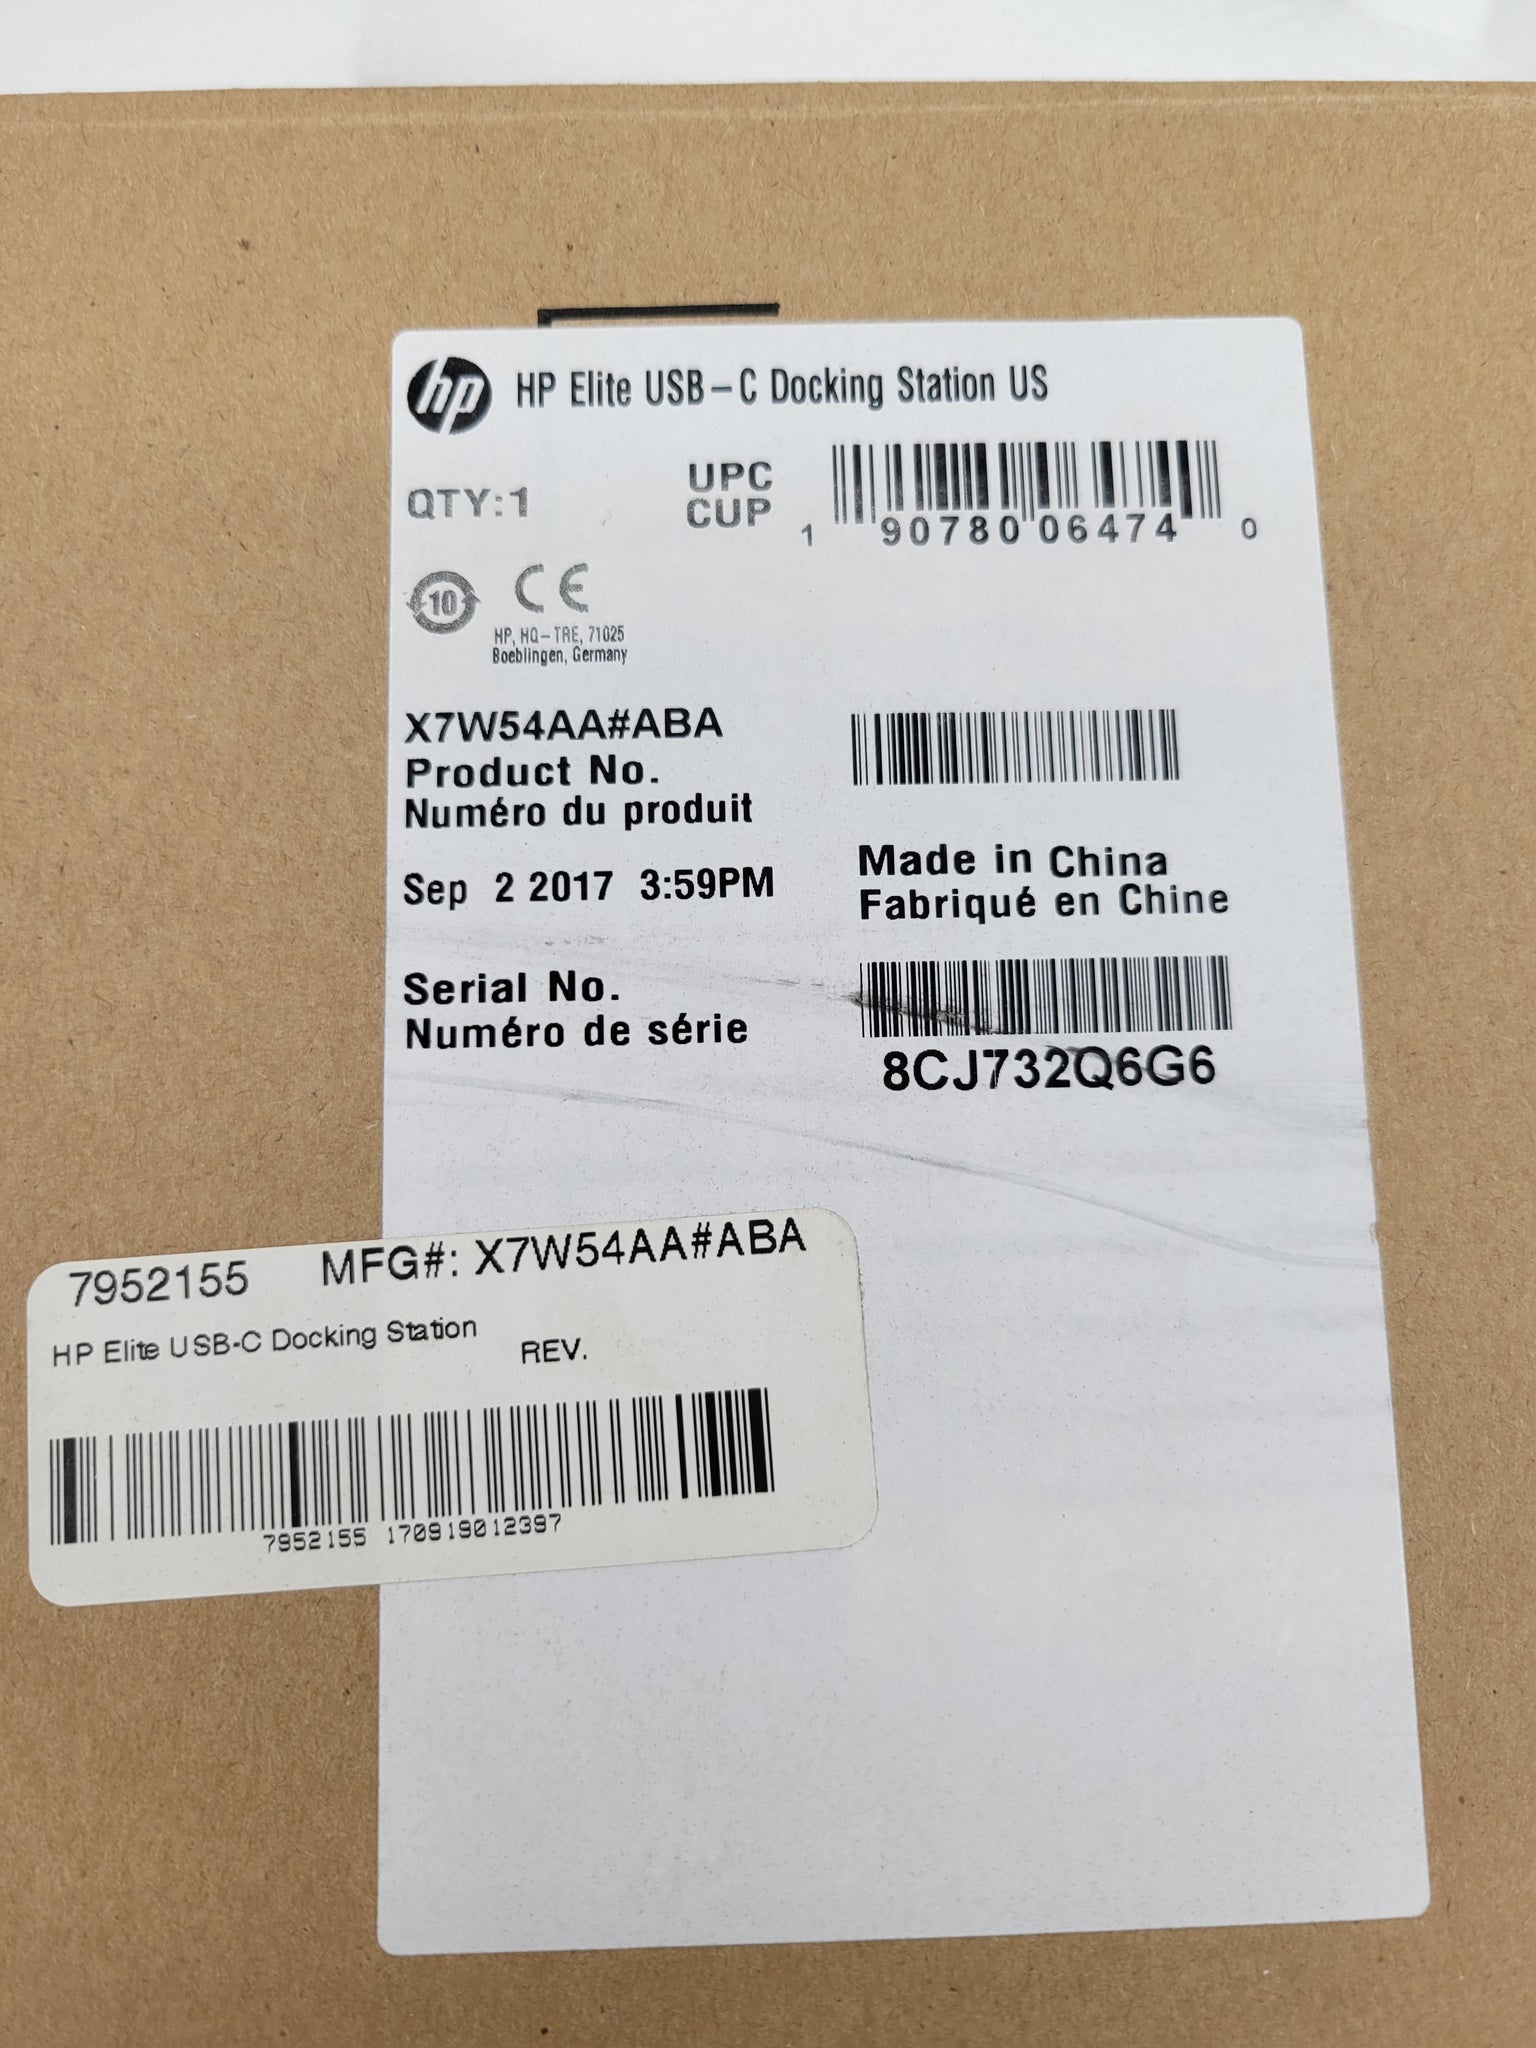 hp HP Elite USB-C Docking Station US
QTY:1
UPC
CUP
1 90780 06474 0
10 CE
HP, HQ-TRE, 71025
Boeblingen, Germany
X7W54AA#ABA
Product No.
Numéro du produit
Sep 2 2017 3:59PM
Made in China
Fabriqué en Chine
Serial No.
Numéro de série
8CJ732Q6G6
7952155 MFG#: X7W54AA#ABA
HP Elite USB-C Docking Station
REV.
7952155 170919012397